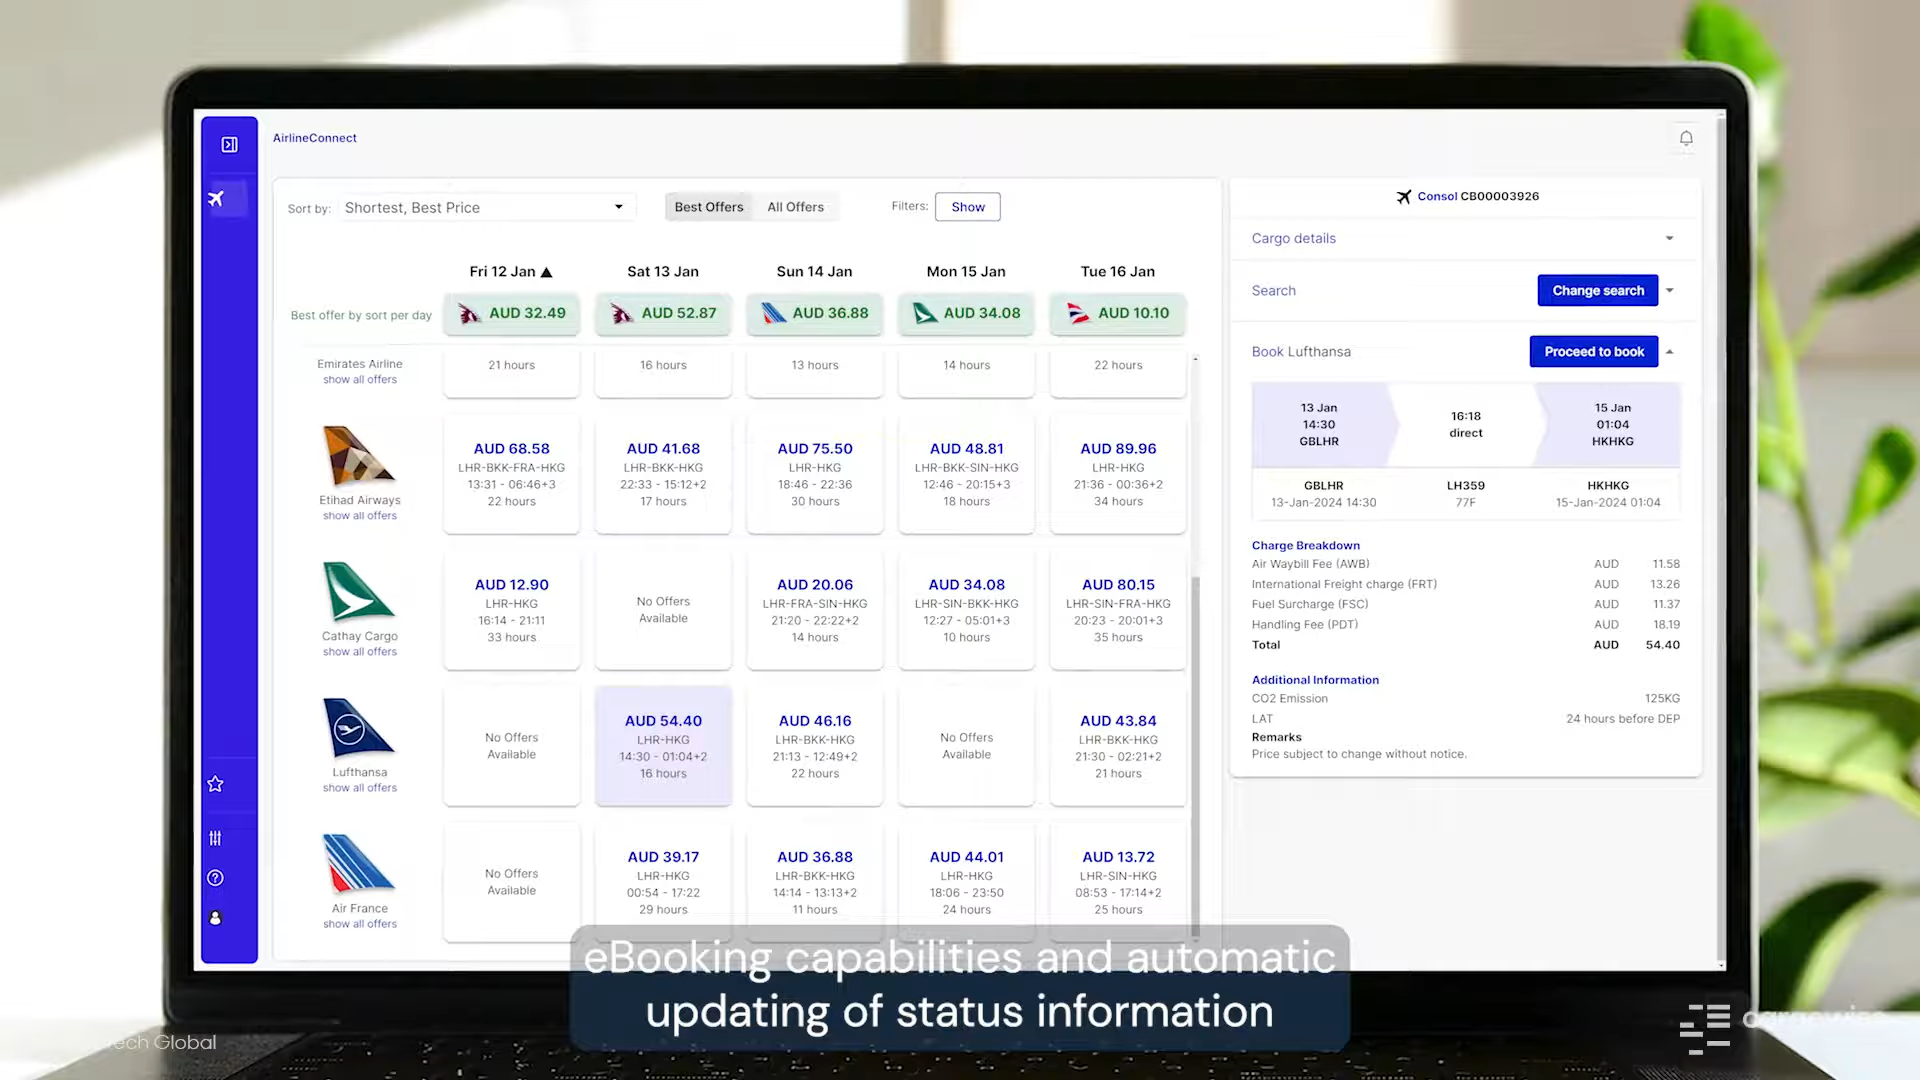 AirlineConnect
Sort by: Shortest, Best Price
Best Offers All Offers
Filters: Show
Fri 12 Jan ▲ Sat 13 Jan Sun 14 Jan Mon 15 Jan Tue 16 Jan
Best offer by sort per day AUD 32.49 AUD 52.87 AUD 36.88 AUD 34.08 AUD 10.10
Emirates Airline
show all offers
21 hours 16 hours 13 hours 14 hours 22 hours
Etihad Airways
show all offers
AUD 68.58 AUD 41.68 AUD 75.50 AUD 48.81 AUD 89.96
LHR-BKK-FRA-HKG LHR-BKK-HKG LHR-HKG LHR-BKK-SIN-HKG LHR-HKG
13:31 - 06:46+3 22:33 - 15:12+2 18:46 - 22:36 12:46 - 20:15+3 21:36 - 00:36+2
22 hours 17 hours 30 hours 18 hours 34 hours
Cathay Cargo
show all offers
AUD 12.90 No Offers AUD 20.06 AUD 34.08 AUD 80.15
LHR-HKG Available LHR-FRA-SIN-HKG LHR-SIN-BKK-HKG LHR-SIN-FRA-HKG
16:14 - 21:11 21:20 - 22:22+2 12:27 - 05:01+3 20:23 - 20:01+3
33 hours 14 hours 10 hours 35 hours
Lufthansa
show all offers
No Offers AUD 54.40 AUD 46.16 No Offers AUD 43.84
Available LHR-HKG LHR-BKK-HKG Available LHR-BKK-HKG
14:30 - 01:04+2 21:13 - 12:49+2 21:30 - 02:21+2
16 hours 22 hours 21 hours
Air France
show all offers
No Offers AUD 39.17 AUD 36.88 AUD 44.01 AUD 13.72
Available LHR-HKG LHR-BKK-HKG LHR-HKG LHR-SIN-HKG
00:54 - 17:22 14:14 - 13:13+2 18:06 - 23:50 08:53 - 17:14+2
29 hours 11 hours 24 hours 25 hours
Consol CB00003926
Cargo details
Search Change search
Book Lufthansa Proceed to book
13 Jan 16:18 15 Jan
14:30 direct 01:04
GBLHR HKHKG
GBLHR LH359 HKHKG
13-Jan-2024 14:30 77F 15-Jan-2024 01:04
Charge Breakdown
Air Waybill Fee (AWB) AUD 11.58
International Freight charge (FRT) AUD 13.26
Fuel Surcharge (FSC) AUD 11.37
Handling Fee (PDT) AUD 18.19
Total AUD 54.40
Additional Information
CO2 Emission 125KG
LAT 24 hours before DEP
Remarks
Price subject to change without notice.
eBooking capabilities and automatic
updating of status information
Global